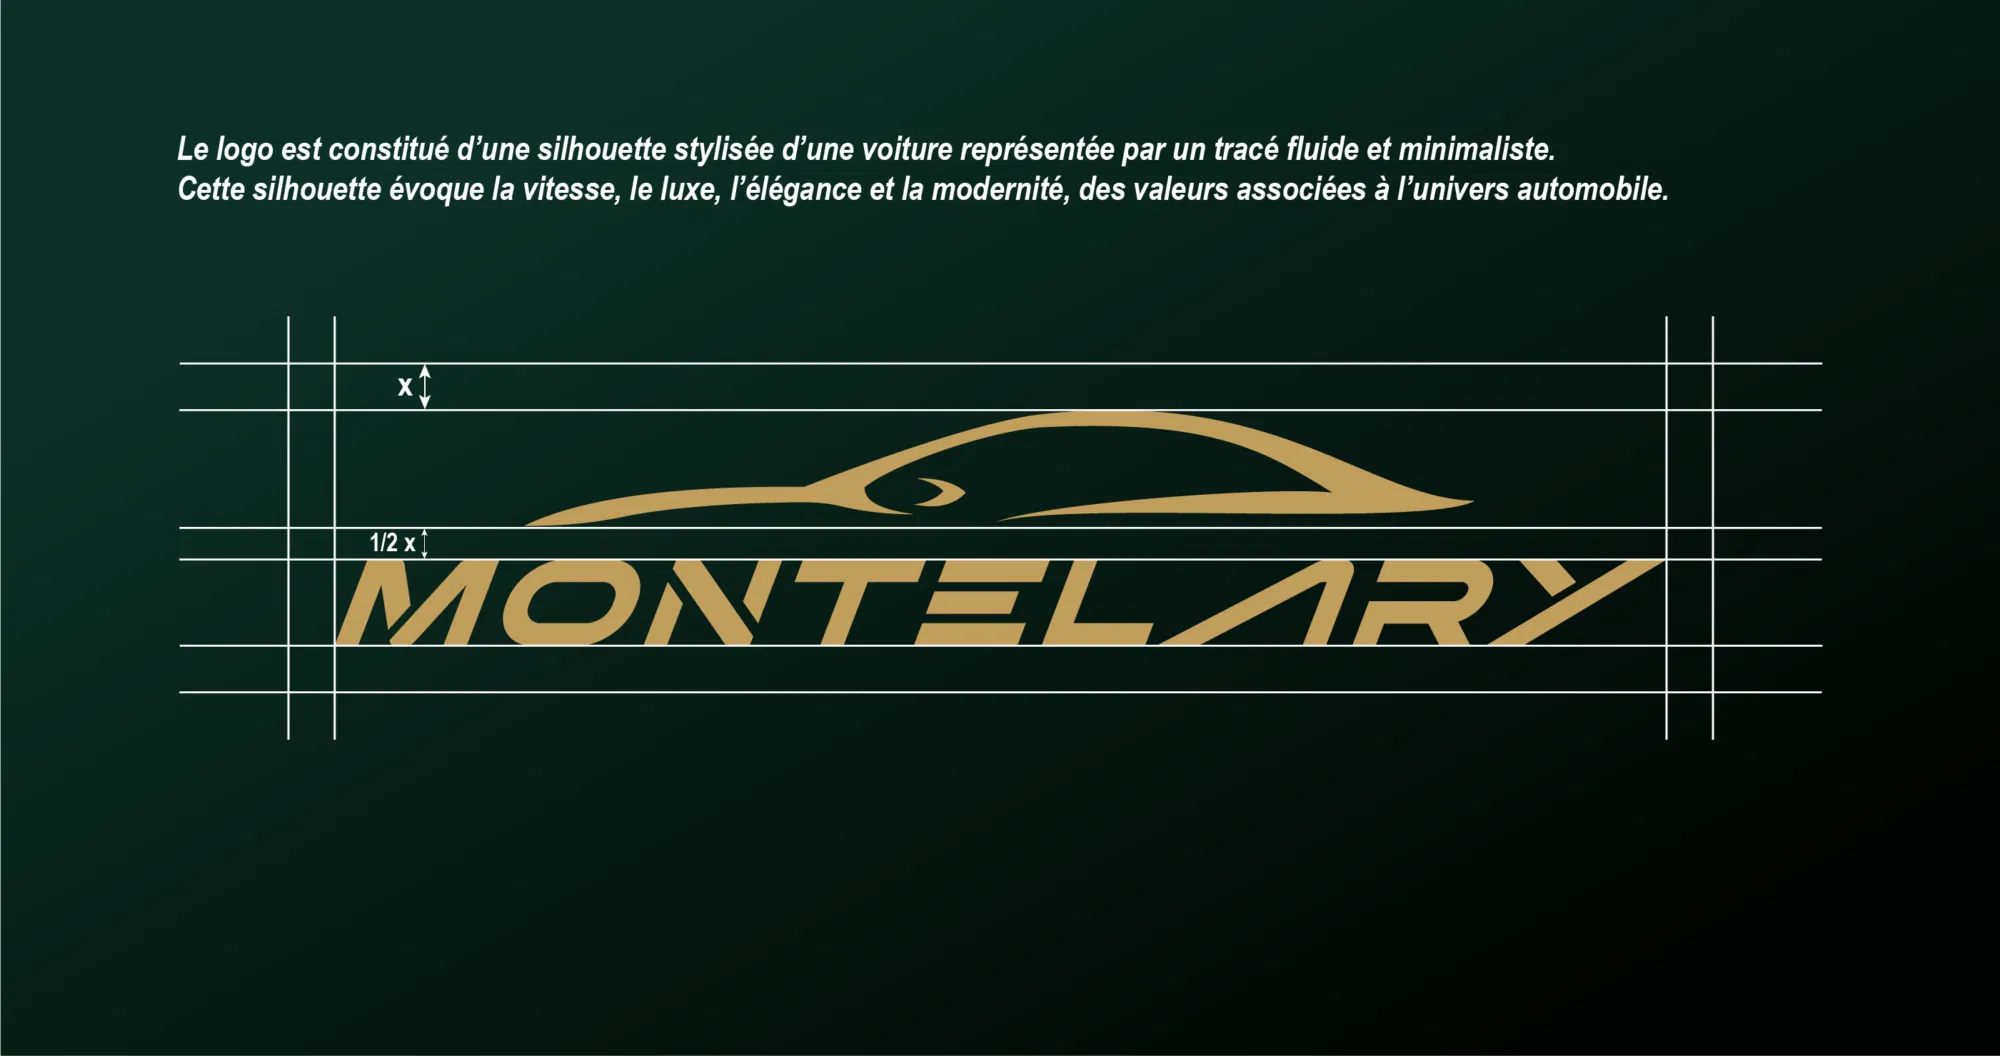 Le logo est constitué d’une silhouette stylisée d’une voiture représentée par un tracé fluide et minimaliste.
Cette silhouette évoque la vitesse, le luxe, l’élégance et la modernité, des valeurs associées à l’univers automobile.
x
1/2 x
MONTELARY